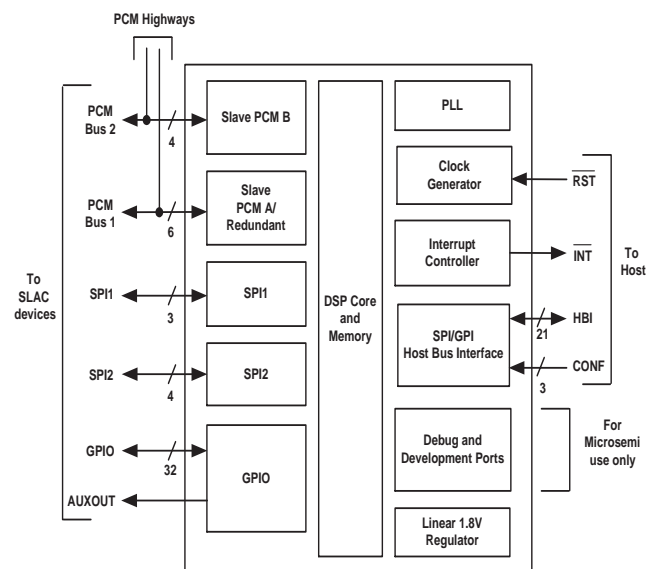 PCM Highways
To
SLAC
devices
PCM
Bus 2
4
PCM
Bus 1
6
SPI1
3
SPI2
4
GPIO
32
AUXOUT
Slave PCM B
Slave
PCM A/
Redundant
SPI1
SPI2
GPIO
DSP Core
and
Memory
PLL
Clock
Generator
Interrupt
Controller
SPI/GPI
Host Bus Interface
Debug and
Development Ports
Linear 1.8V
Regulator
RST
INT
HBI
21
CONF
3
To
Host
For
Microsemi
use only